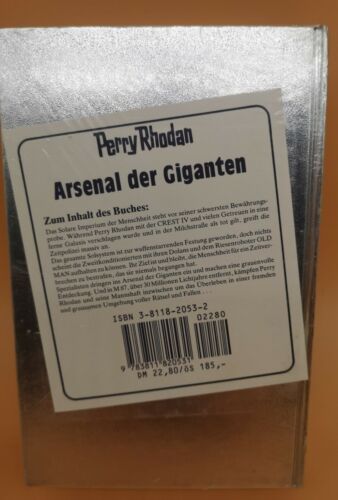 Perry Rhodan
Arsenal der Giganten
Zum Inhalt des Buches:
Das Solare Imperium der Menschheit steht vor seiner schwersten Bewährungs-
probe. Während Perry Rhodan mit der CREST IV und vielen Getreuen in eine
ferne Galaxis verschlagen wurde und in der Milchstraße als tot gilt, greift die
Zeitpolizei massiv an.
Das gesamte Solsystem ist zur waffenstarrenden Festung geworden, doch nichts
scheint die Zweitkonditionierten mit ihren Dolans und dem Riesenroboter OLD
MAN aufhalten zu können. Ihr Ziel ist und bleibt, die Menschheit für ein Zeitver-
brechen zu bestrafen, das sie niemals begangen hat.
Spezialisten dringen ins Arsenal der Giganten ein und machen eine grauenvolle
Entdeckung. Und in M 87, über 30 Millionen Lichtjahre entfernt, kämpfen Perry
Rhodan und seine Mannschaft inzwischen um das Überleben in einer fremden
und grausamen Umgebung voller Rätsel und Fallen . . .
ISBN 3-8118-2053-2
02280
9 783811 820531
DM 22,80/öS 185,-